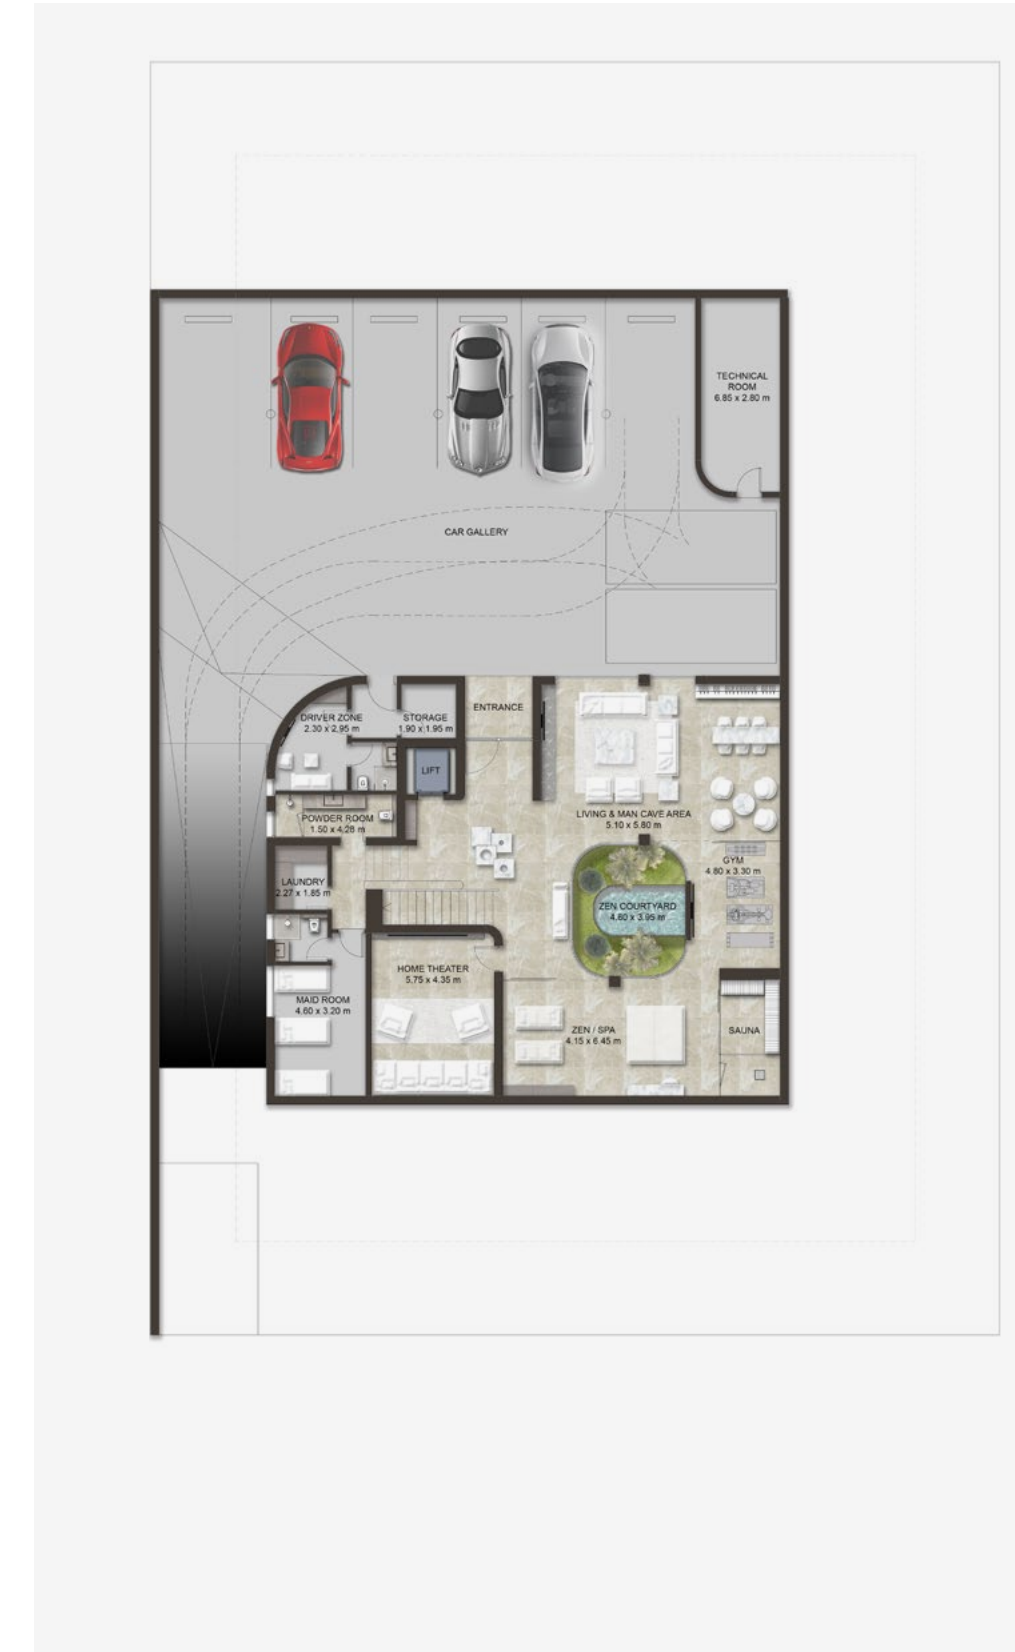 TECHNICAL
ROOM
6.85 x 2.80 m
CAR GALLERY
DRIVER ZONE
2.30 x 2.95 m
STORAGE
1.90 x 1.95 m
ENTRANCE
LIFT
POWDER ROOM
1.50 x 4.28 m
LIVING & MAN CAVE AREA
5.10 x 5.80 m
GYM
4.80 x 3.30 m
LAUNDRY
2.27 x 1.85 m
ZEN COURTYARD
4.60 x 3.95 m
HOME THEATER
5.75 x 4.35 m
MAID ROOM
4.60 x 3.20 m
ZEN / SPA
4.15 x 6.45 m
SAUNA